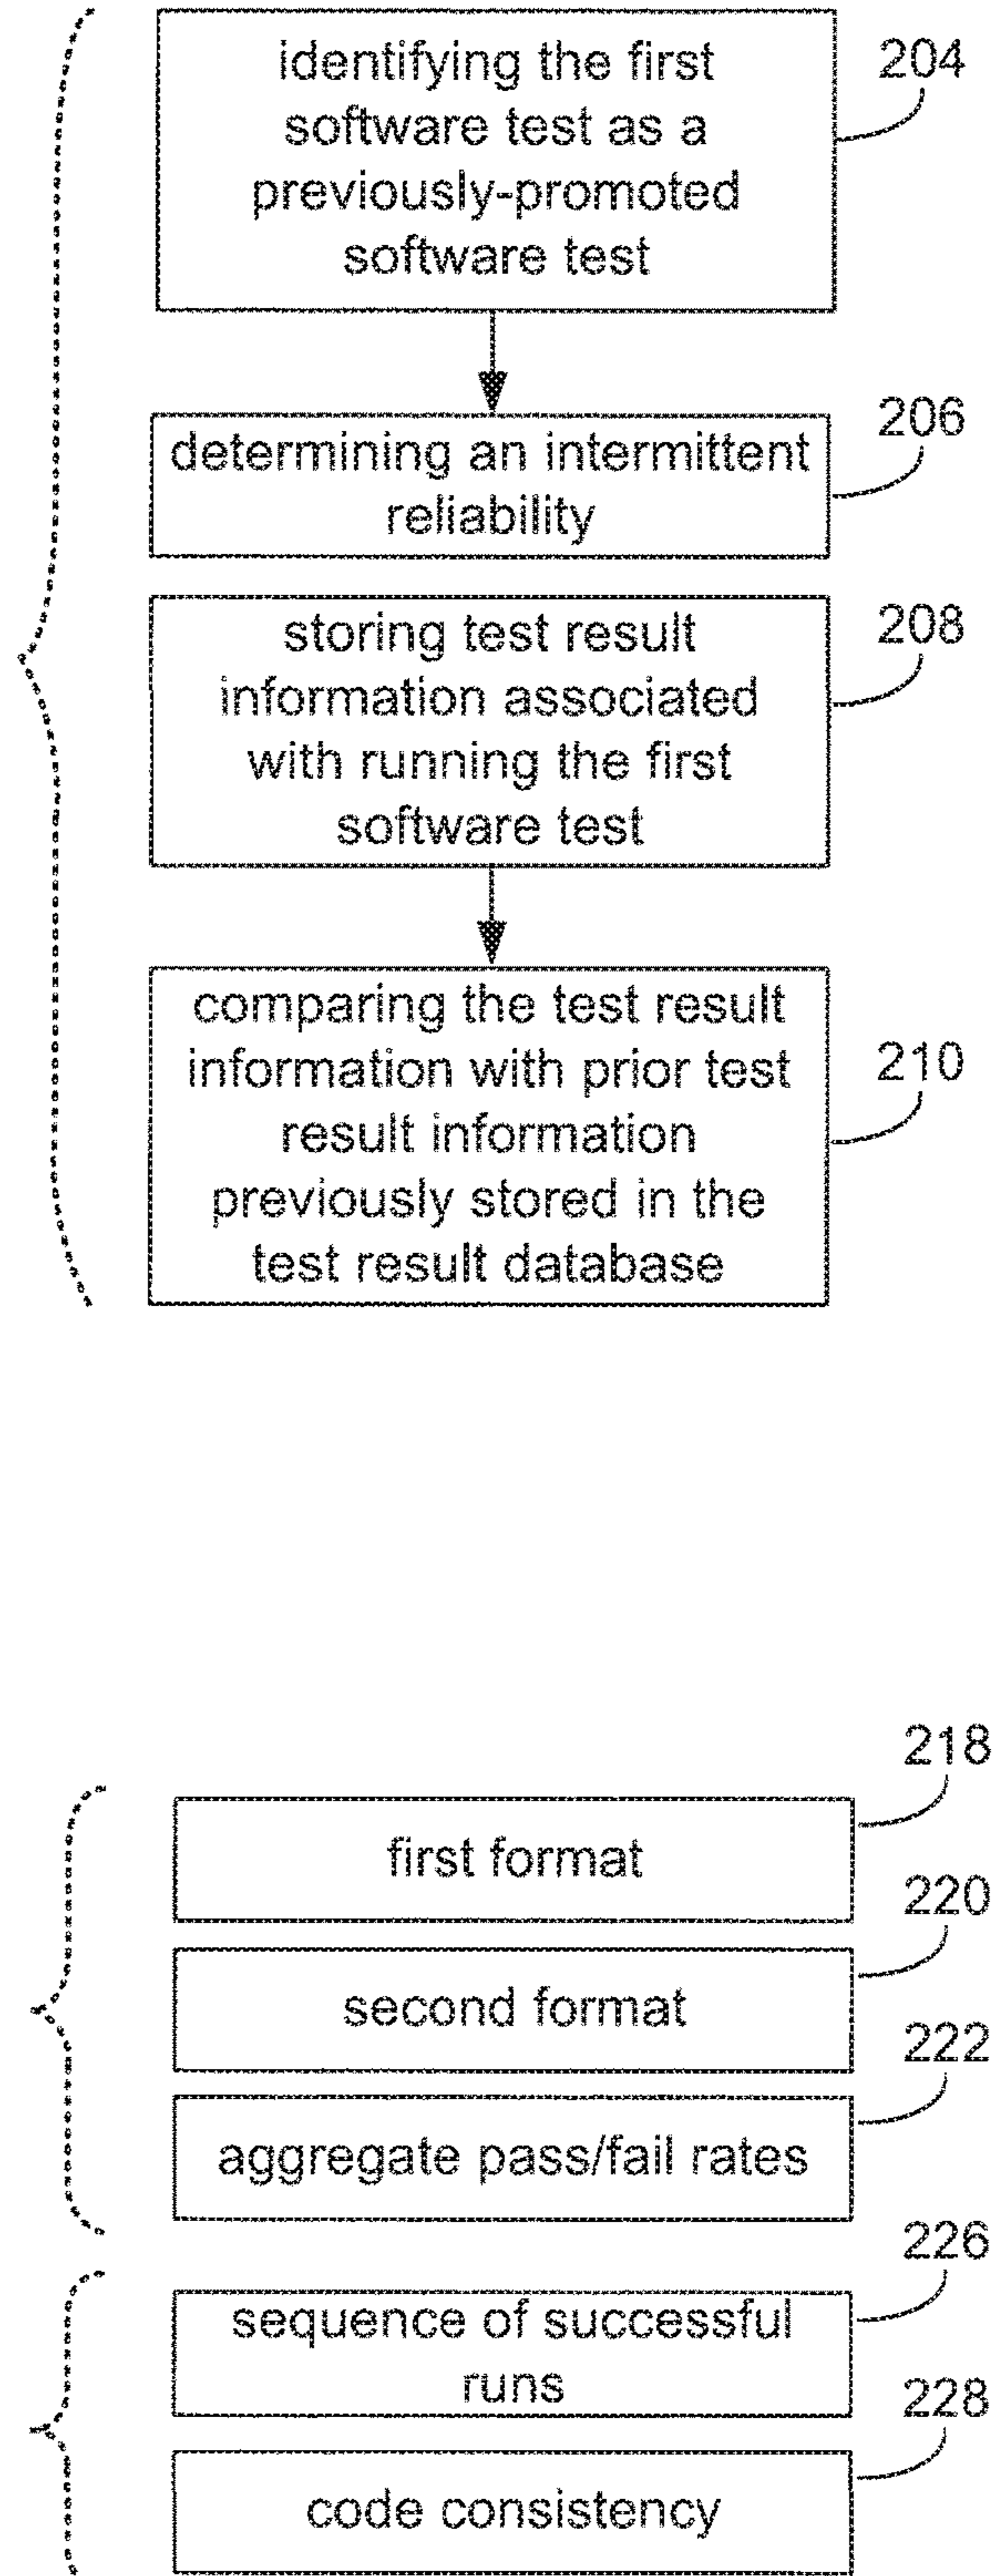 identifying the first
software test as a
previously-promoted
software test
204
determining an intermittent
reliability
206
storing test result
information associated
with running the first
software test
208
comparing the test result
information with prior test
result information
previously stored in the
test result database
210
218
first format
220
second format
222
aggregate pass/fail rates
226
sequence of successful
runs
228
code consistency